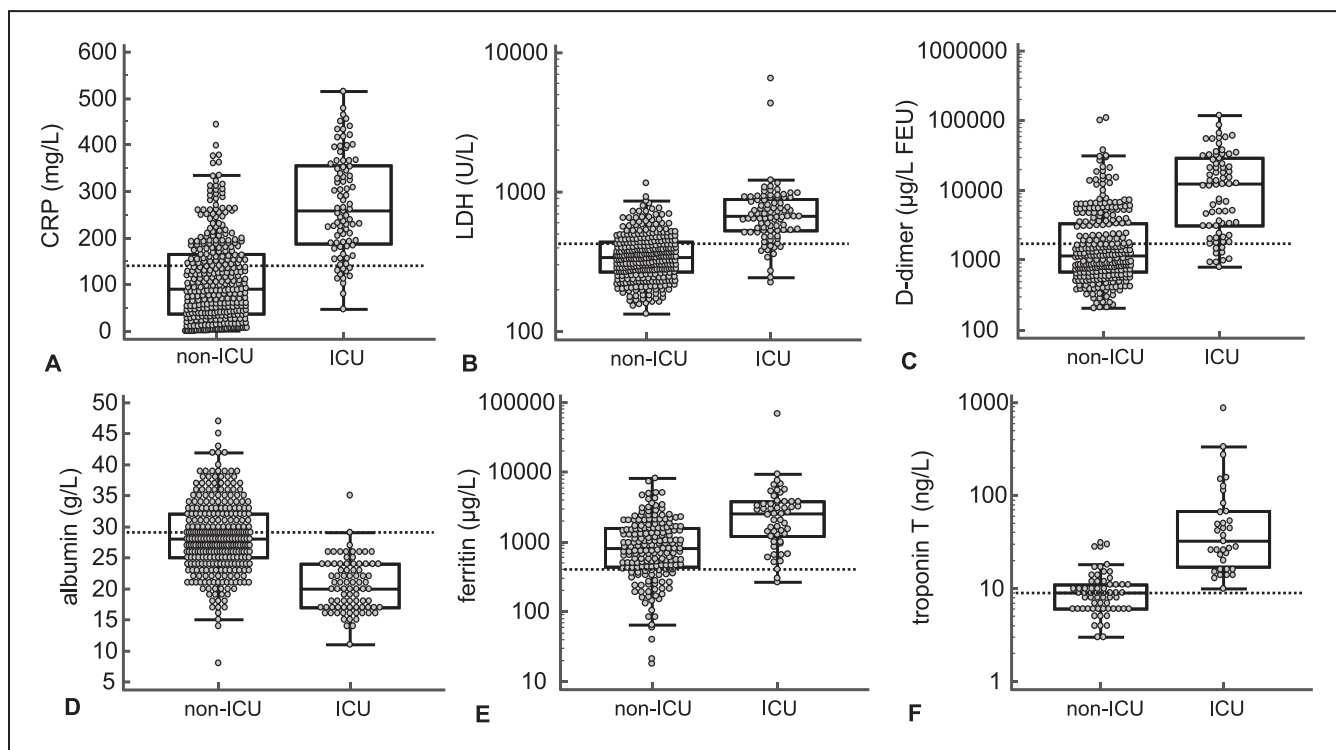 CRP (mg/L)
600
500
400
300
200
100
0
non-ICU ICU
A
LDH (U/L)
10000
1000
100
non-ICU ICU
B
D-dimer (µg/L FEU)
1000000
100000
10000
1000
100
non-ICU ICU
C
albumin (g/L)
50
45
40
35
30
25
20
15
10
5
non-ICU ICU
D
ferritin (µg/L)
100000
10000
1000
100
10
non-ICU ICU
E
troponin T (ng/L)
1000
100
10
1
non-ICU ICU
F